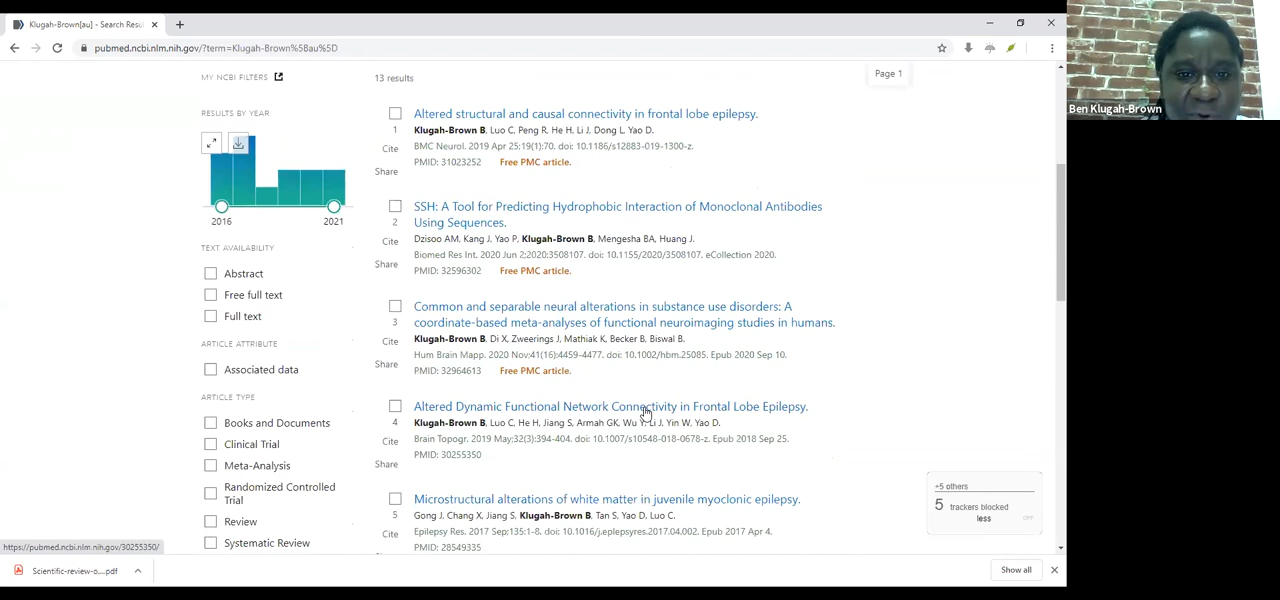 Klugah-Brown[au] - Search Resu
pubmed.ncbi.nlm.nih.gov/?term=Klugah-Brown%5Bau%5D
Ben Klugah-Brown
MY NCBI FILTERS
13 results
Page 1
RESULTS BY YEAR
2016
2021
TEXT AVAILABILITY
Abstract
Free full text
Full text
ARTICLE ATTRIBUTE
Associated data
ARTICLE TYPE
Books and Documents
Clinical Trial
Meta-Analysis
Randomized Controlled
Trial
Review
Systematic Review
Altered structural and causal connectivity in frontal lobe epilepsy.
1
Klugah-Brown B, Luo C, Peng R, He H, Li J, Dong L, Yao D.
Cite
BMC Neurol. 2019 Apr 25;19(1):70. doi: 10.1186/s12883-019-1300-z.
PMID: 31023252 Free PMC article.
Share
SSH: A Tool for Predicting Hydrophobic Interaction of Monoclonal Antibodies
2
Using Sequences.
Dzisoo AM, Kang J, Yao P, Klugah-Brown B, Mengesha BA, Huang J.
Cite
Biomed Res Int. 2020 Jun 2;2020:3508107. doi: 10.1155/2020/3508107. eCollection 2020.
Share
PMID: 32596302 Free PMC article.
Common and separable neural alterations in substance use disorders: A
3
coordinate-based meta-analyses of functional neuroimaging studies in humans.
Cite
Klugah-Brown B, Di X, Zweerings J, Mathiak K, Becker B, Biswal B.
Hum Brain Mapp. 2020 Nov;41(16):4459-4477. doi: 10.1002/hbm.25085. Epub 2020 Sep 10.
Share
PMID: 32964613 Free PMC article.
Altered Dynamic Functional Network Connectivity in Frontal Lobe Epilepsy.
4
Klugah-Brown B, Luo C, He H, Jiang S, Armah GK, Wu Y, Li J, Yin W, Yao D.
Cite
Brain Topogr. 2019 May;32(3):394-404. doi: 10.1007/s10548-018-0678-z. Epub 2018 Sep 25.
PMID: 30255350
Share
Microstructural alterations of white matter in juvenile myoclonic epilepsy.
5
Gong J, Chang X, Jiang S, Klugah-Brown B, Tan S, Yao D, Luo C.
Cite
Epilepsy Res. 2017 Sep;135:1-8. doi: 10.1016/j.eplepsyres.2017.04.002. Epub 2017 Apr 4.
PMID: 28549335
+5 others
5 trackers blocked
less
OFF
https://pubmed.ncbi.nlm.nih.gov/30255350/
Scientific-review-o....pdf
Show all